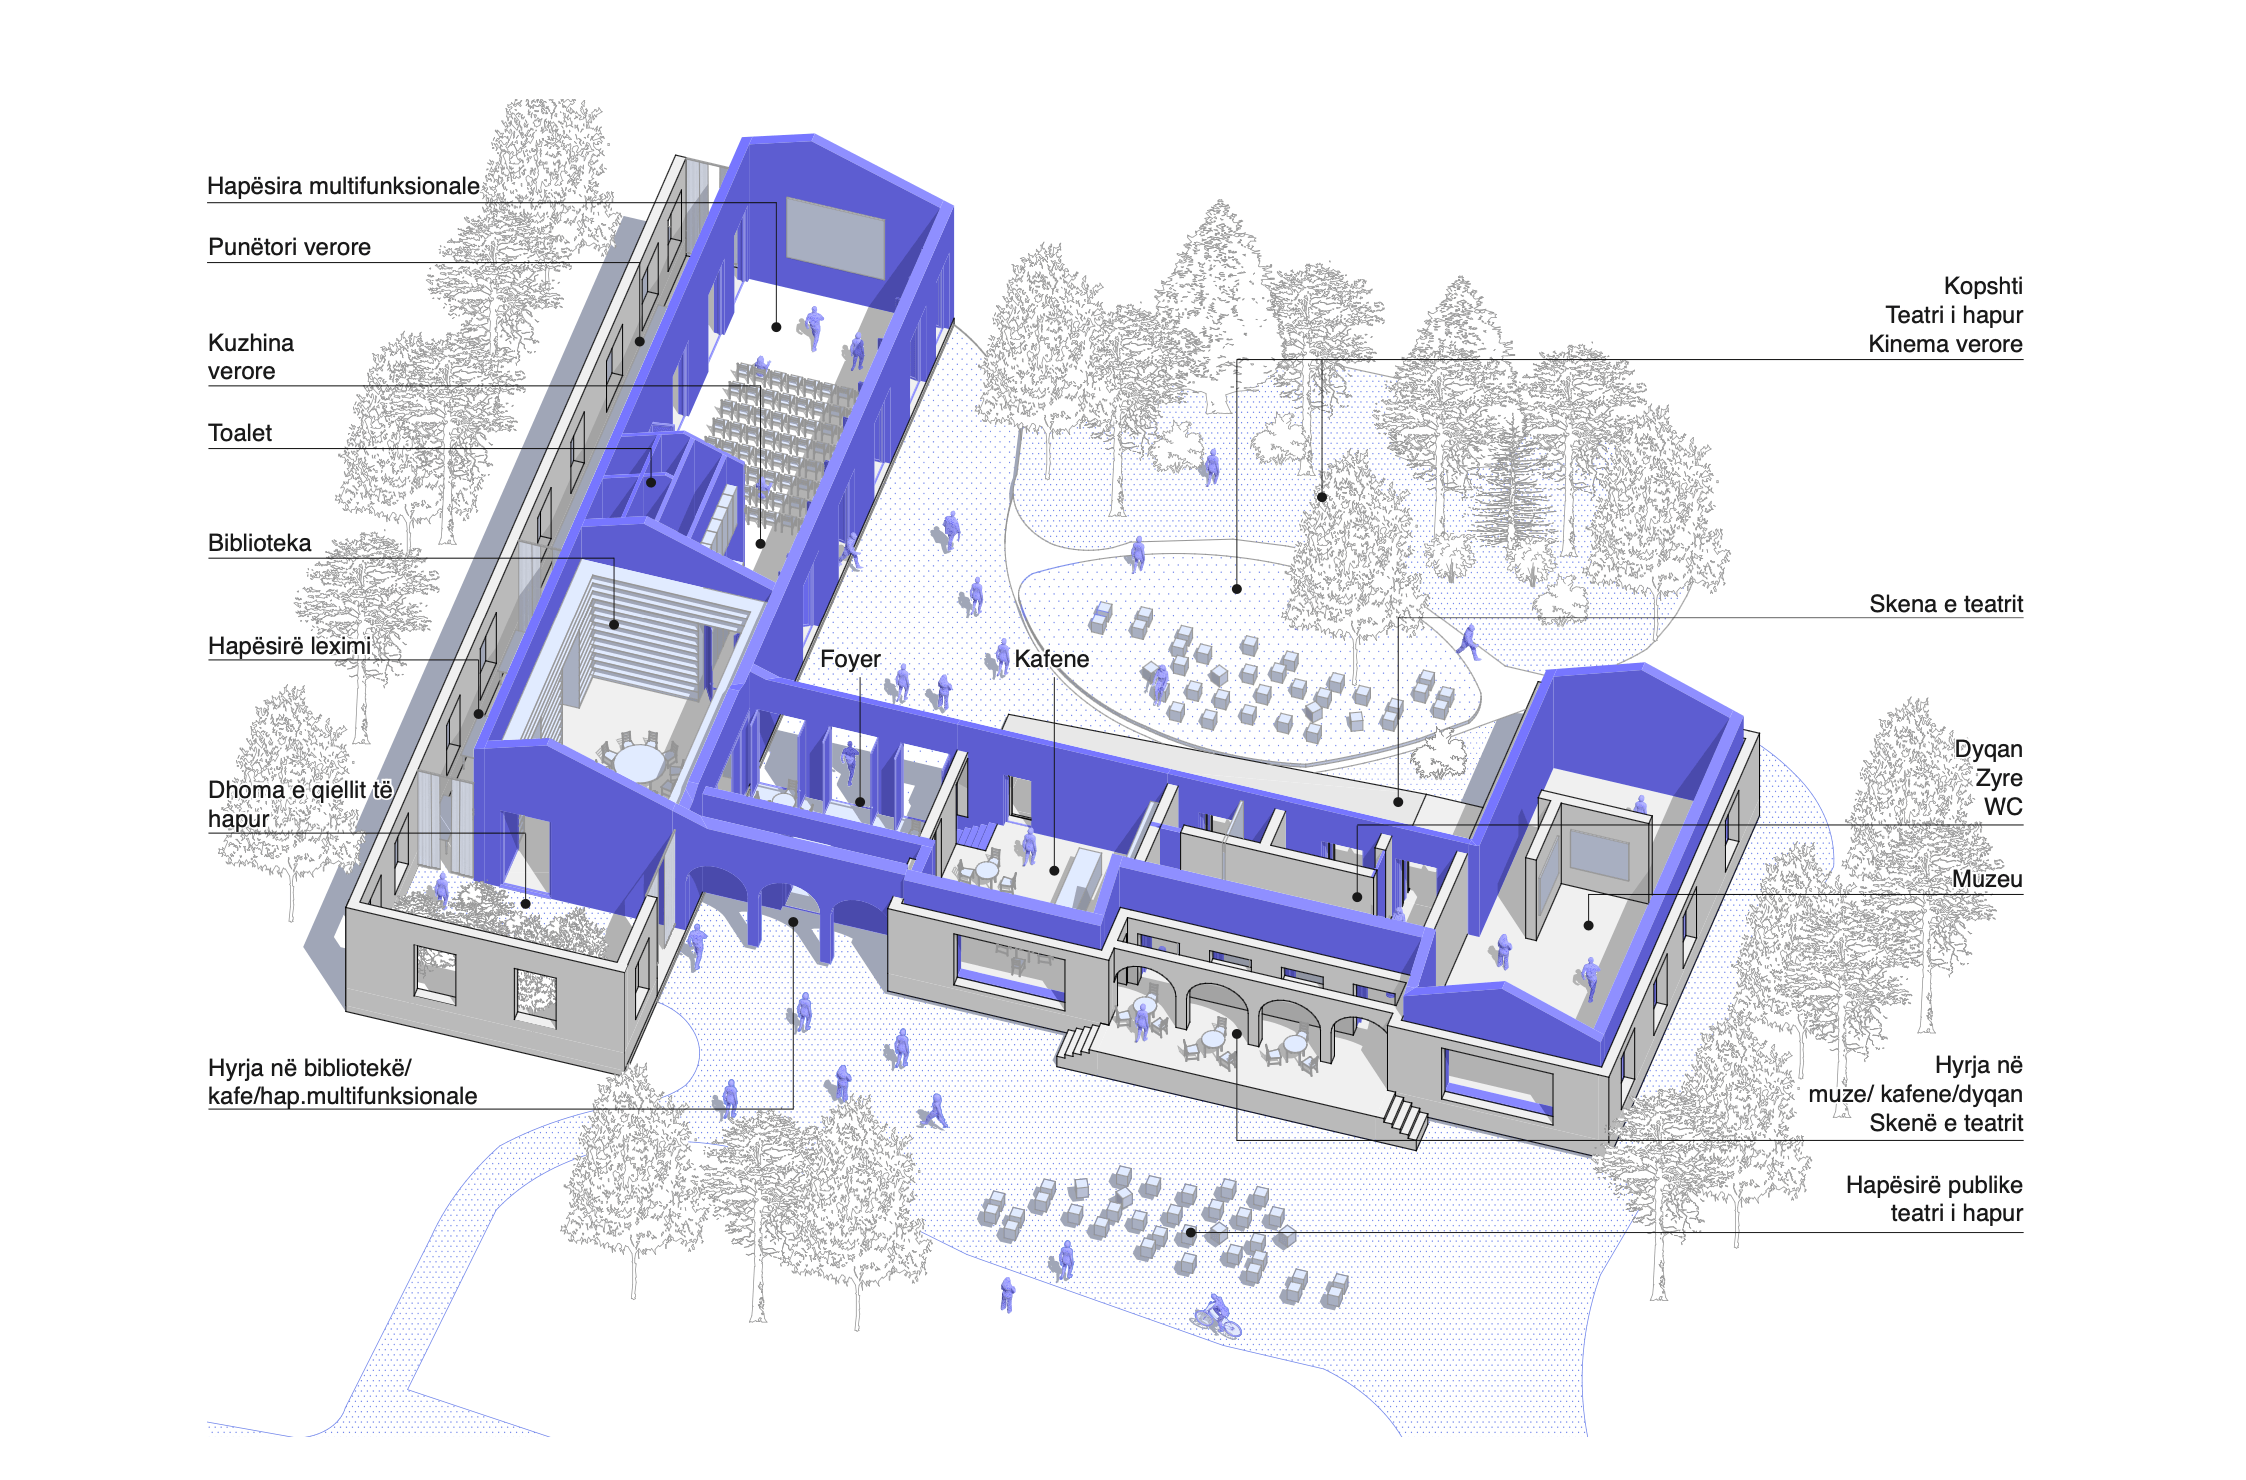 Hapësira multifunksionale
Punëtori verore
Kuzhina
verore
Toalet
Biblioteka
Hapësirë leximi
Dhoma e qiellit të
hapur
Hyrja në bibliotekë/
kafe/hap.multifunksionale
Foyer
Kafene
Kopshti
Teatri i hapur
Kinema verore
Skena e teatrit
Dyqan
Zyre
WC
Muzeu
Hyrja në
muze/ kafene/dyqan
Skenë e teatrit
Hapësirë publike
teatri i hapur